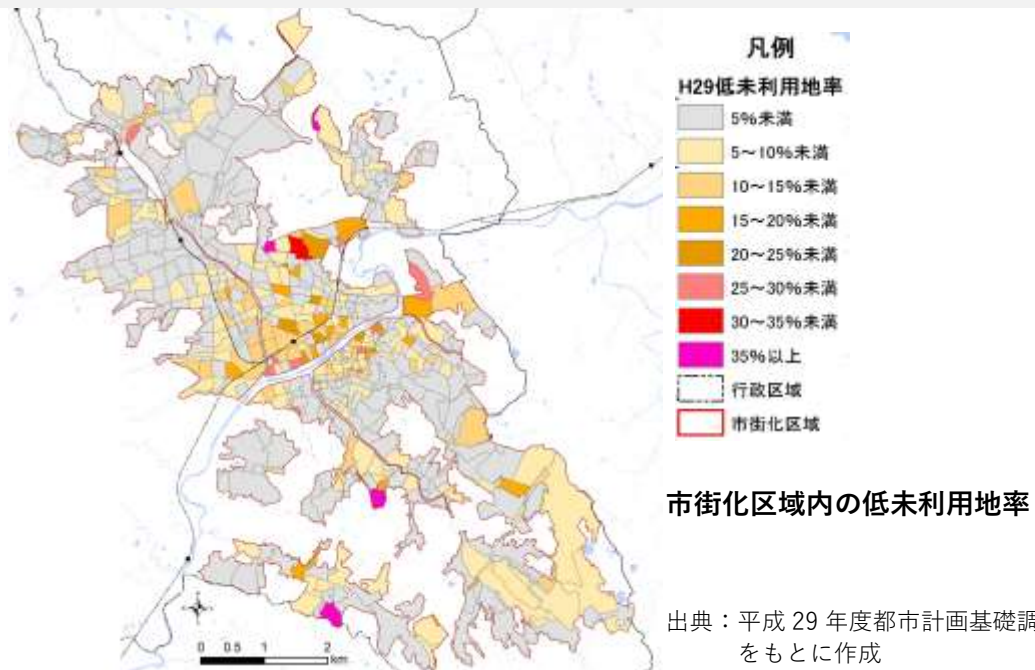 凡例
H29低未利用地率
5%未満
5～10%未満
10～15%未満
15～20%未満
20～25%未満
25～30%未満
30～35%未満
35%以上
行政区域
市街化区域
市街化区域内の低未利用地率
出典：平成 29 年度都市計画基礎調
をもとに作成
0 0.5 1 2
km